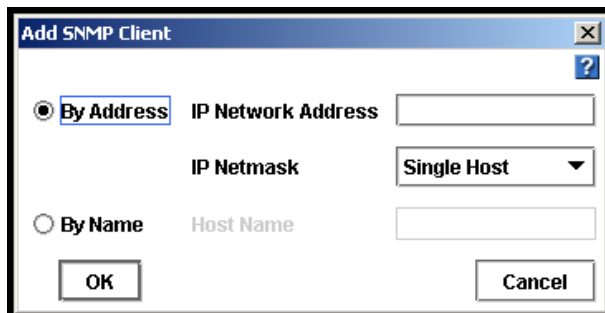 Add SNMP Client
?
By Address IP Network Address
IP Netmask Single Host
By Name Host Name
OK Cancel